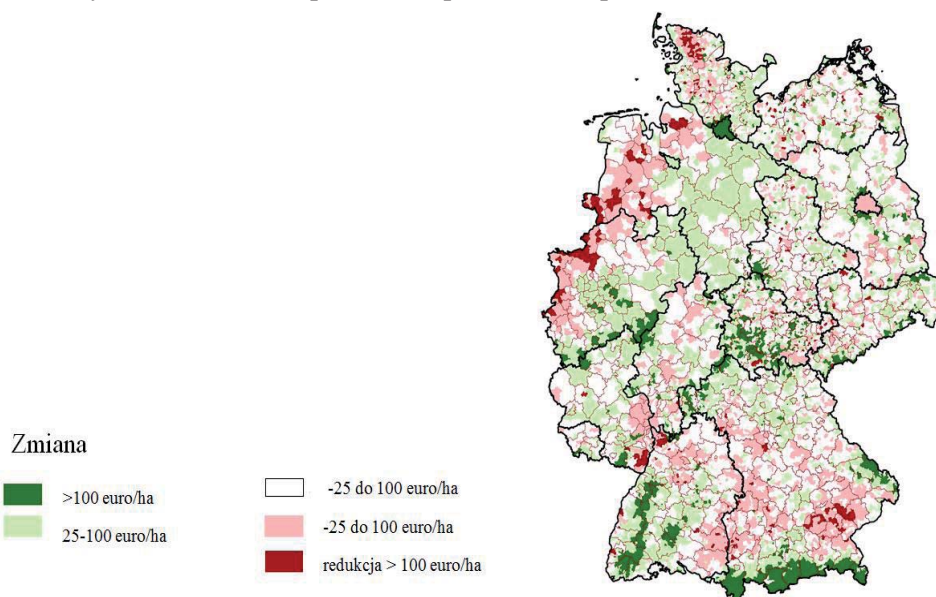 Zmiana
>100 euro/ha
25-100 euro/ha
-25 do 100 euro/ha
-25 do 100 euro/ha
redukcja > 100 euro/ha